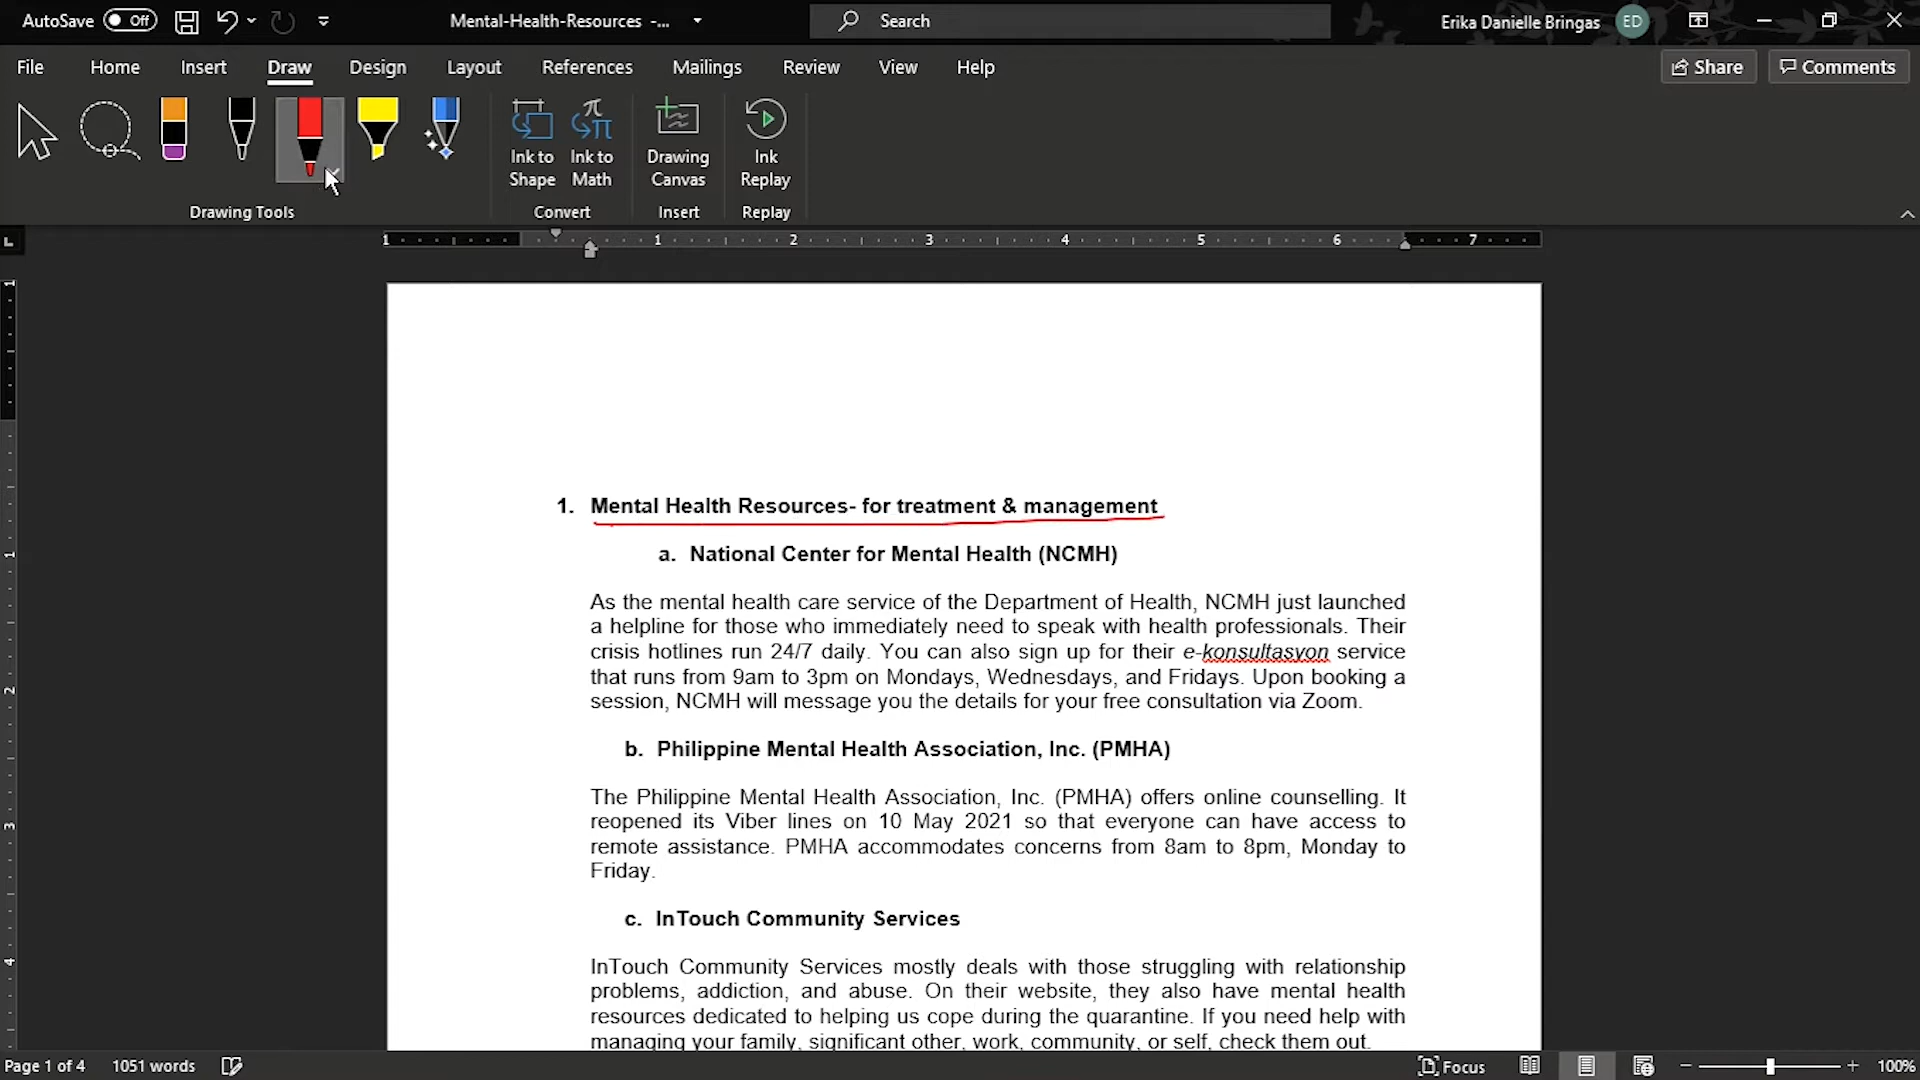 AutoSave Off Mental-Health-Resources -... Search Erika Danielle Bringas ED
File Home Insert Draw Design Layout References Mailings Review View Help Share Comments
Ink to Shape
Ink to Math
Drawing Canvas
Ink Replay
Drawing Tools Convert Insert Replay
1 1 2 3 4 5 6 7
1
1
2
3
4
1. Mental Health Resources- for treatment & management
a. National Center for Mental Health (NCMH)
As the mental health care service of the Department of Health, NCMH just launched
a helpline for those who immediately need to speak with health professionals. Their
crisis hotlines run 24/7 daily. You can also sign up for their e-konsultasyon service
that runs from 9am to 3pm on Mondays, Wednesdays, and Fridays. Upon booking a
session, NCMH will message you the details for your free consultation via Zoom.
b. Philippine Mental Health Association, Inc. (PMHA)
The Philippine Mental Health Association, Inc. (PMHA) offers online counselling. It
reopened its Viber lines on 10 May 2021 so that everyone can have access to
remote assistance. PMHA accommodates concerns from 8am to 8pm, Monday to
Friday.
c. InTouch Community Services
InTouch Community Services mostly deals with those struggling with relationship
problems, addiction, and abuse. On their website, they also have mental health
resources dedicated to helping us cope during the quarantine. If you need help with
managing your family, significant other, work, community, or self, check them out.
Page 1 of 4 1051 words Focus 100%